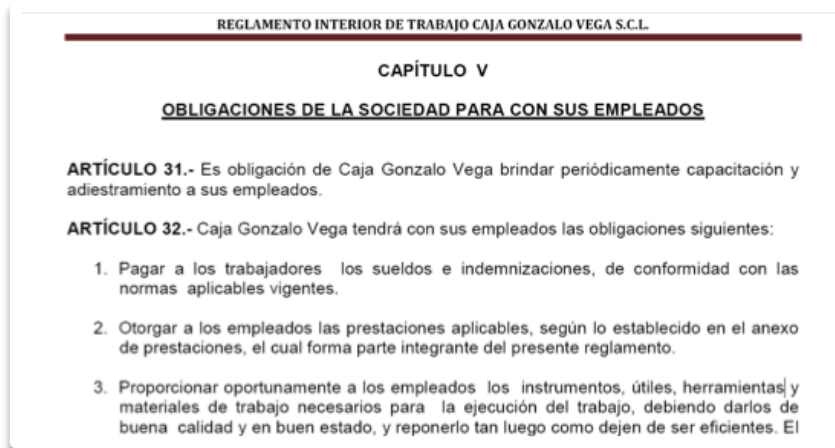 REGLAMENTO INTERIOR DE TRABAJO CAJA GONZALO VEGA S.C.L.
CAPÍTULO V
OBLIGACIONES DE LA SOCIEDAD PARA CON SUS EMPLEADOS
ARTÍCULO 31.- Es obligación de Caja Gonzalo Vega brindar periódicamente capacitación y
adiestramiento a sus empleados.
ARTÍCULO 32.- Caja Gonzalo Vega tendrá con sus empleados las obligaciones siguientes:
1. Pagar a los trabajadores los sueldos e indemnizaciones, de conformidad con las
normas aplicables vigentes.
2. Otorgar a los empleados las prestaciones aplicables, según lo establecido en el anexo
de prestaciones, el cual forma parte integrante del presente reglamento.
3. Proporcionar oportunamente a los empleados los instrumentos, útiles, herramientas y
materiales de trabajo necesarios para la ejecución del trabajo, debiendo darlos de
buena calidad y en buen estado, y reponerlo tan luego como dejen de ser eficientes. El